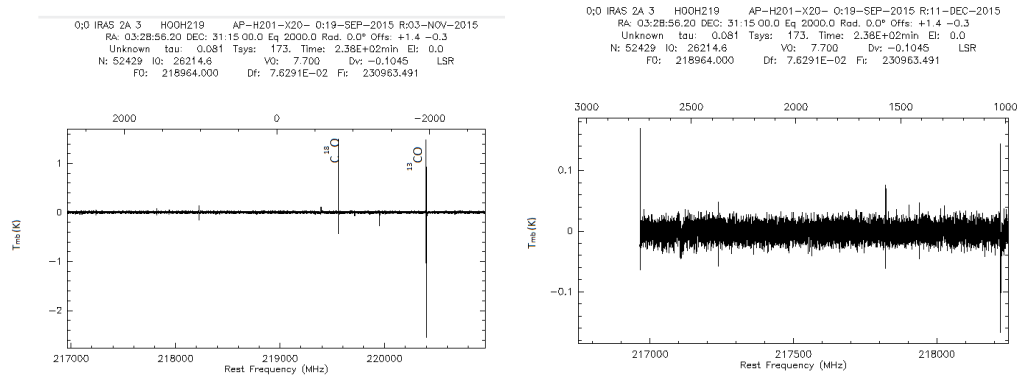 0;0 IRAS 2A 3 HOOH219 AP-H201-X20- 0:19-SEP-2015 R:03-NOV-2015
RA: 03:28:56.20 DEC: 31:15:00.0 Eq 2000.0 Rad. 0.0° Offs: +1.4 -0.3
Unknown tau: 0.081 Tsys: 173. Time: 2.38E+02min El: 0.0
N: 52429 I0: 26214.6 V0: 7.700 Dv: -0.1045 LSR
F0: 218964.000 Df: 7.6291E-02 Fi: 230963.491
2000 0 -2000
C18O
13CO
1
0
-1
-2
Tmb(K)
217000 218000 219000 220000
Rest Frequency (MHz)
0;0 IRAS 2A 3 HOOH219 AP-H201-X20- 0:19-SEP-2015 R:11-DEC-2015
RA: 03:28:56.20 DEC: 31:15:00.0 Eq 2000.0 Rad. 0.0° Offs: +1.4 -0.3
Unknown tau: 0.081 Tsys: 173. Time: 2.38E+02min El: 0.0
N: 52429 I0: 26214.6 V0: 7.700 Dv: -0.1045 LSR
F0: 218964.000 Df: 7.6291E-02 Fi: 230963.491
3000 2500 2000 1500 1000
0.1
0
-0.1
Tmb(K)
217000 217500 218000
Rest Frequency (MHz)